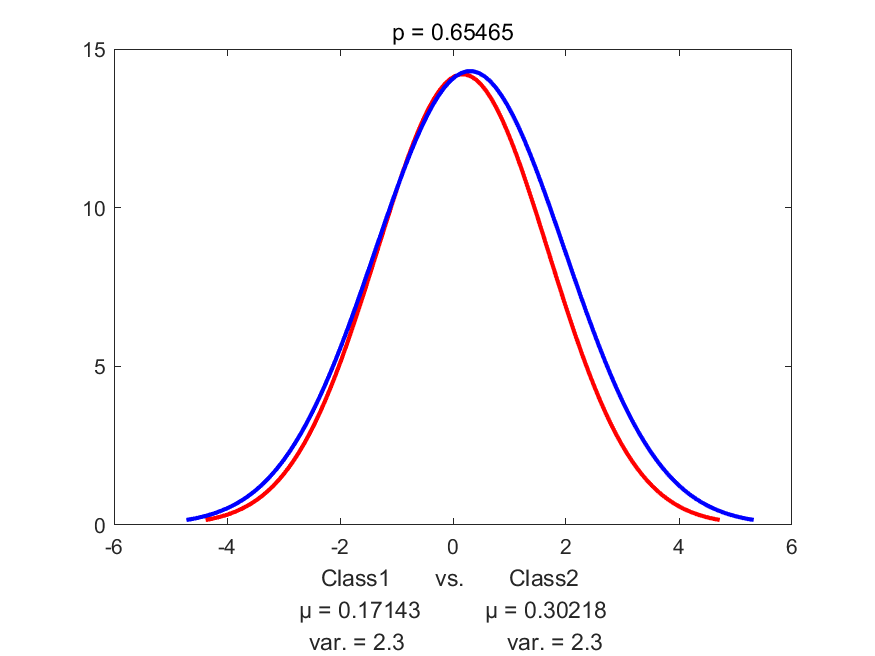 p = 0.65465
15
10
5
0
-6 -4 -2 0 2 4 6
Class1 vs. Class2
μ = 0.17143 μ = 0.30218
var. = 2.3 var. = 2.3